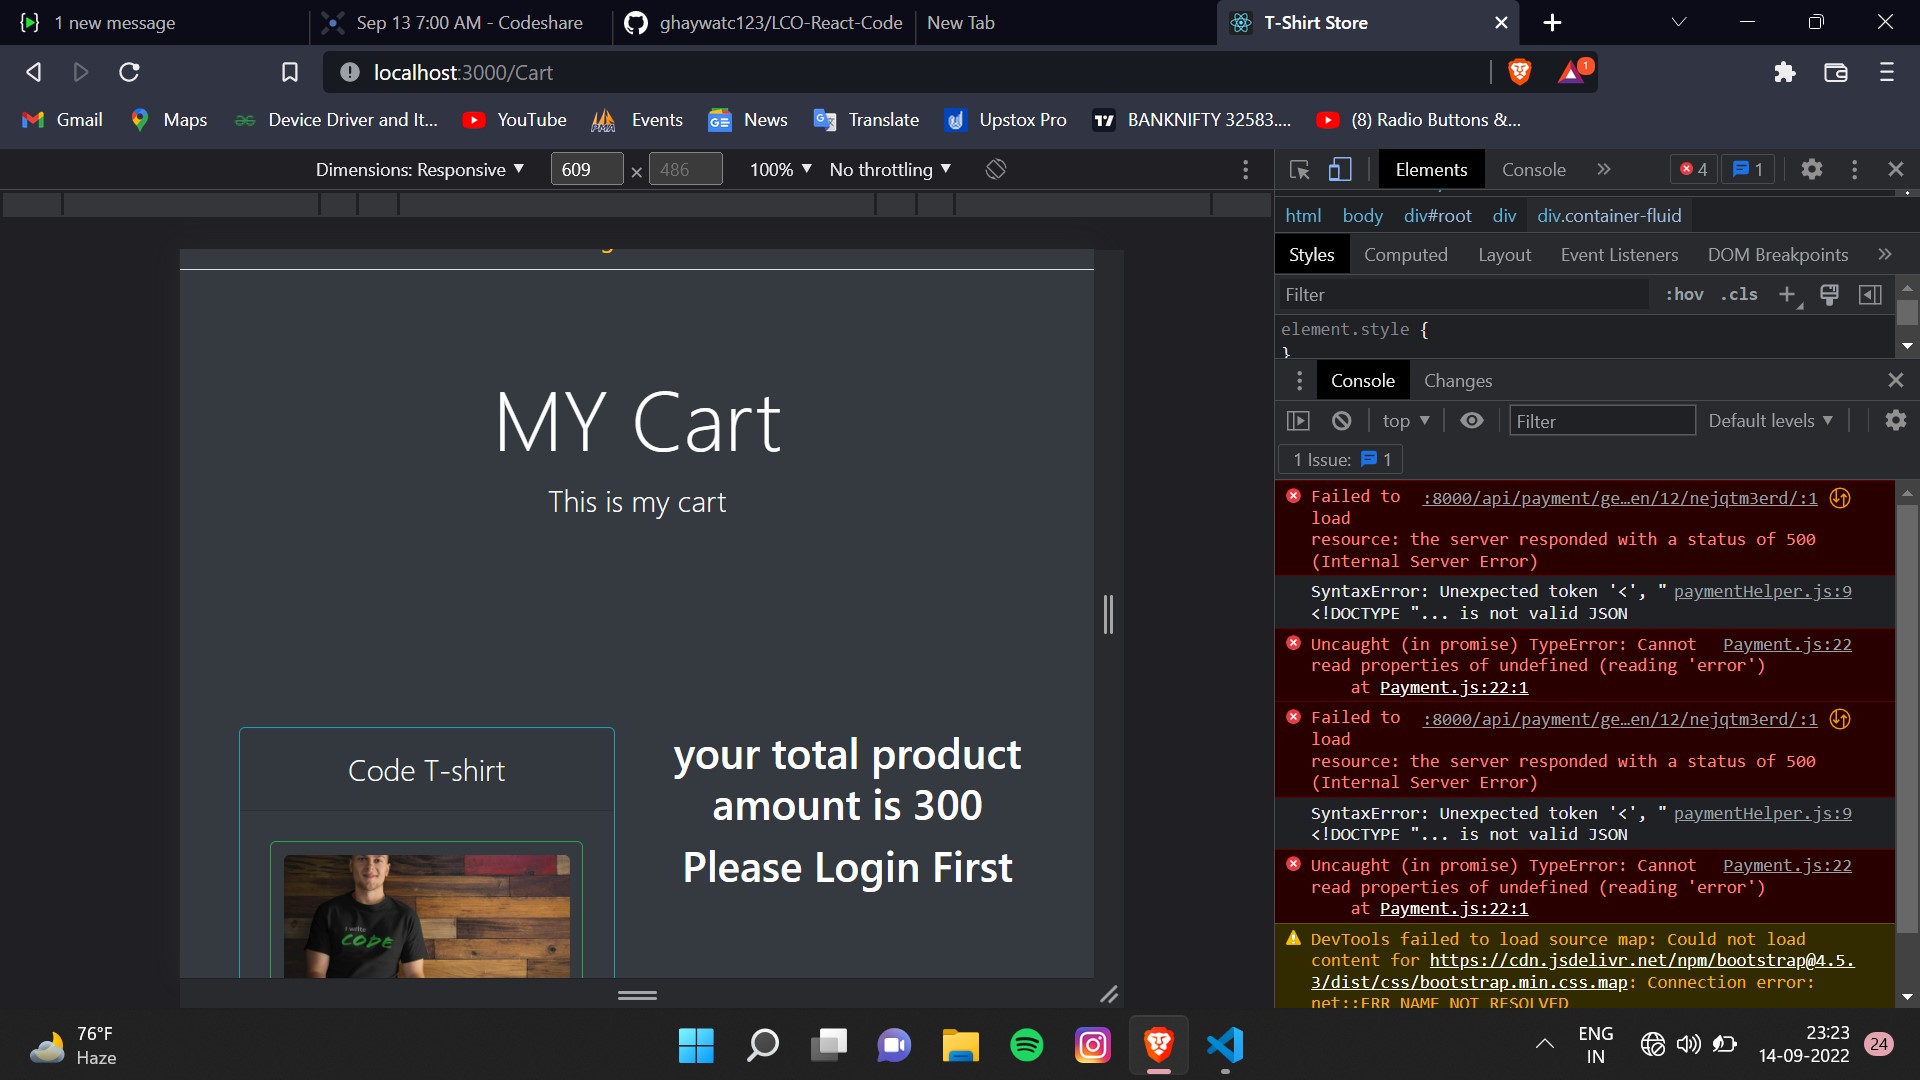 1 new message
Sep 13 7:00 AM - Codeshare
ghaywatc123/LCO-React-Code
New Tab
T-Shirt Store
localhost:3000/Cart
1
Gmail
Maps
Device Driver and It...
YouTube
Events
News
Translate
Upstox Pro
BANKNIFTY 32583....
(8) Radio Buttons &...
Dimensions: Responsive
609
×
486
100%
No throttling
Elements
Console
»
4
1
html
body
div#root
div
div.container-fluid
Styles
Computed
Layout
Event Listeners
DOM Breakpoints
»
Filter
:hov
.cls
element.style {
}
Console
Changes
top
Filter
Default levels
1 Issue:
1
Failed to load :8000/api/payment/ge…en/12/nejqtm3erd/:1
resource: the server responded with a status of 500
(Internal Server Error)
SyntaxError: Unexpected token '<', " paymentHelper.js:9
<!DOCTYPE "... is not valid JSON
Uncaught (in promise) TypeError: Cannot Payment.js:22
read properties of undefined (reading 'error')
at Payment.js:22:1
Failed to load :8000/api/payment/ge…en/12/nejqtm3erd/:1
resource: the server responded with a status of 500
(Internal Server Error)
SyntaxError: Unexpected token '<', " paymentHelper.js:9
<!DOCTYPE "... is not valid JSON
Uncaught (in promise) TypeError: Cannot Payment.js:22
read properties of undefined (reading 'error')
at Payment.js:22:1
DevTools failed to load source map: Could not load
content for https://cdn.jsdelivr.net/npm/bootstrap@4.5.
3/dist/css/bootstrap.min.css.map: Connection error:
net::ERR_NAME_NOT_RESOLVED
MY Cart
This is my cart
Code T-shirt
CODE
your total product
amount is 300
Please Login First
76°F
Haze
ENG
IN
23:23
14-09-2022
24